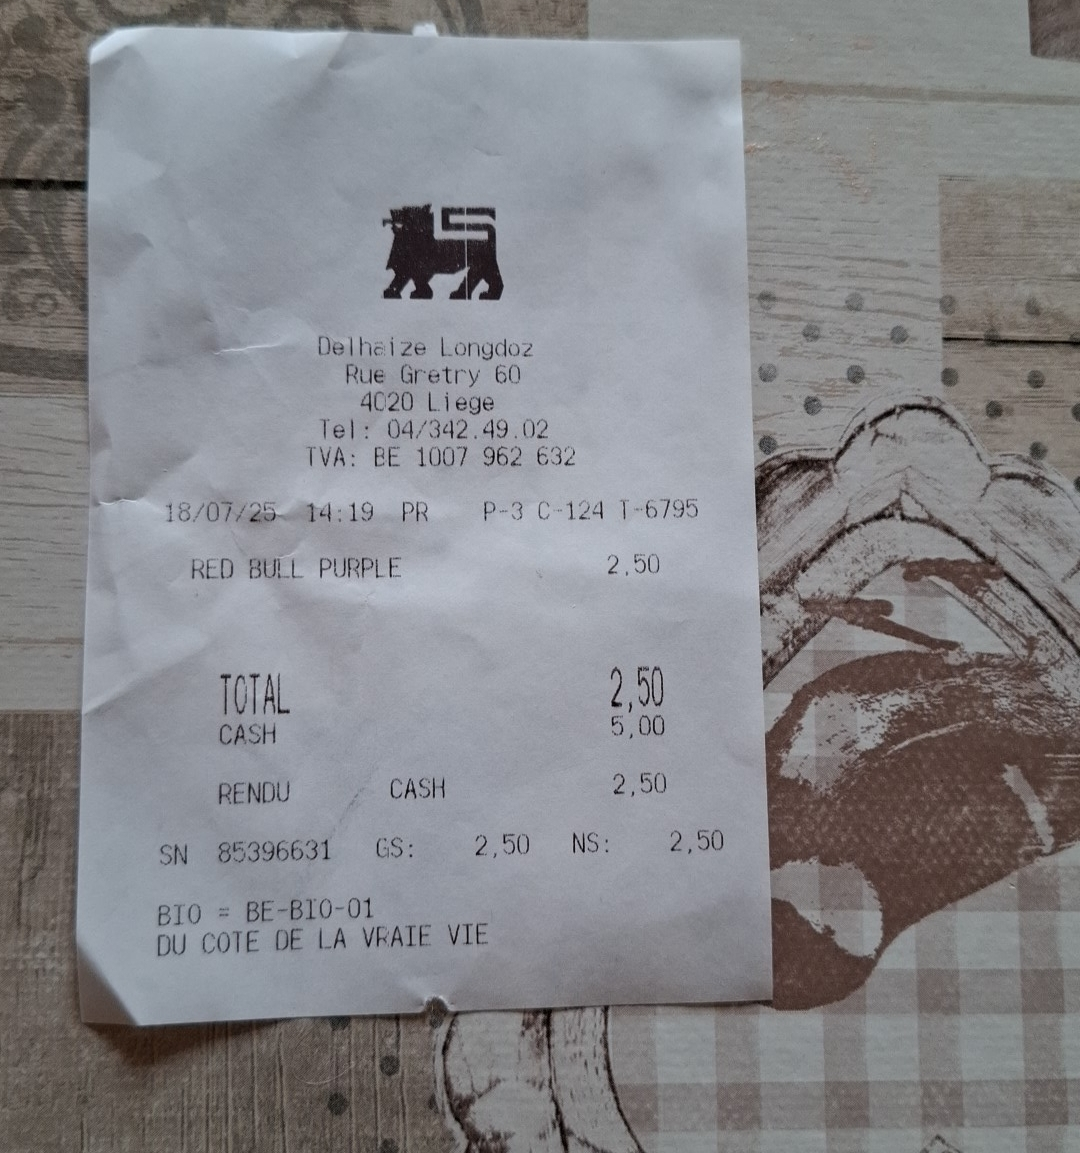 Delhaize Longdoz
Rue Gretry 60
4020 Liege
Tel: 04/342.49.02
TVA: BE 1007 962 632
18/07/25 14:19 PR P-3 C-124 T-6795
RED BULL PURPLE 2,50
TOTAL 2,50
CASH 5,00
RENDU CASH 2,50
SN 85396631 GS: 2,50 NS: 2,50
BIO = BE-BIO-01
DU COTE DE LA VRAIE VIE